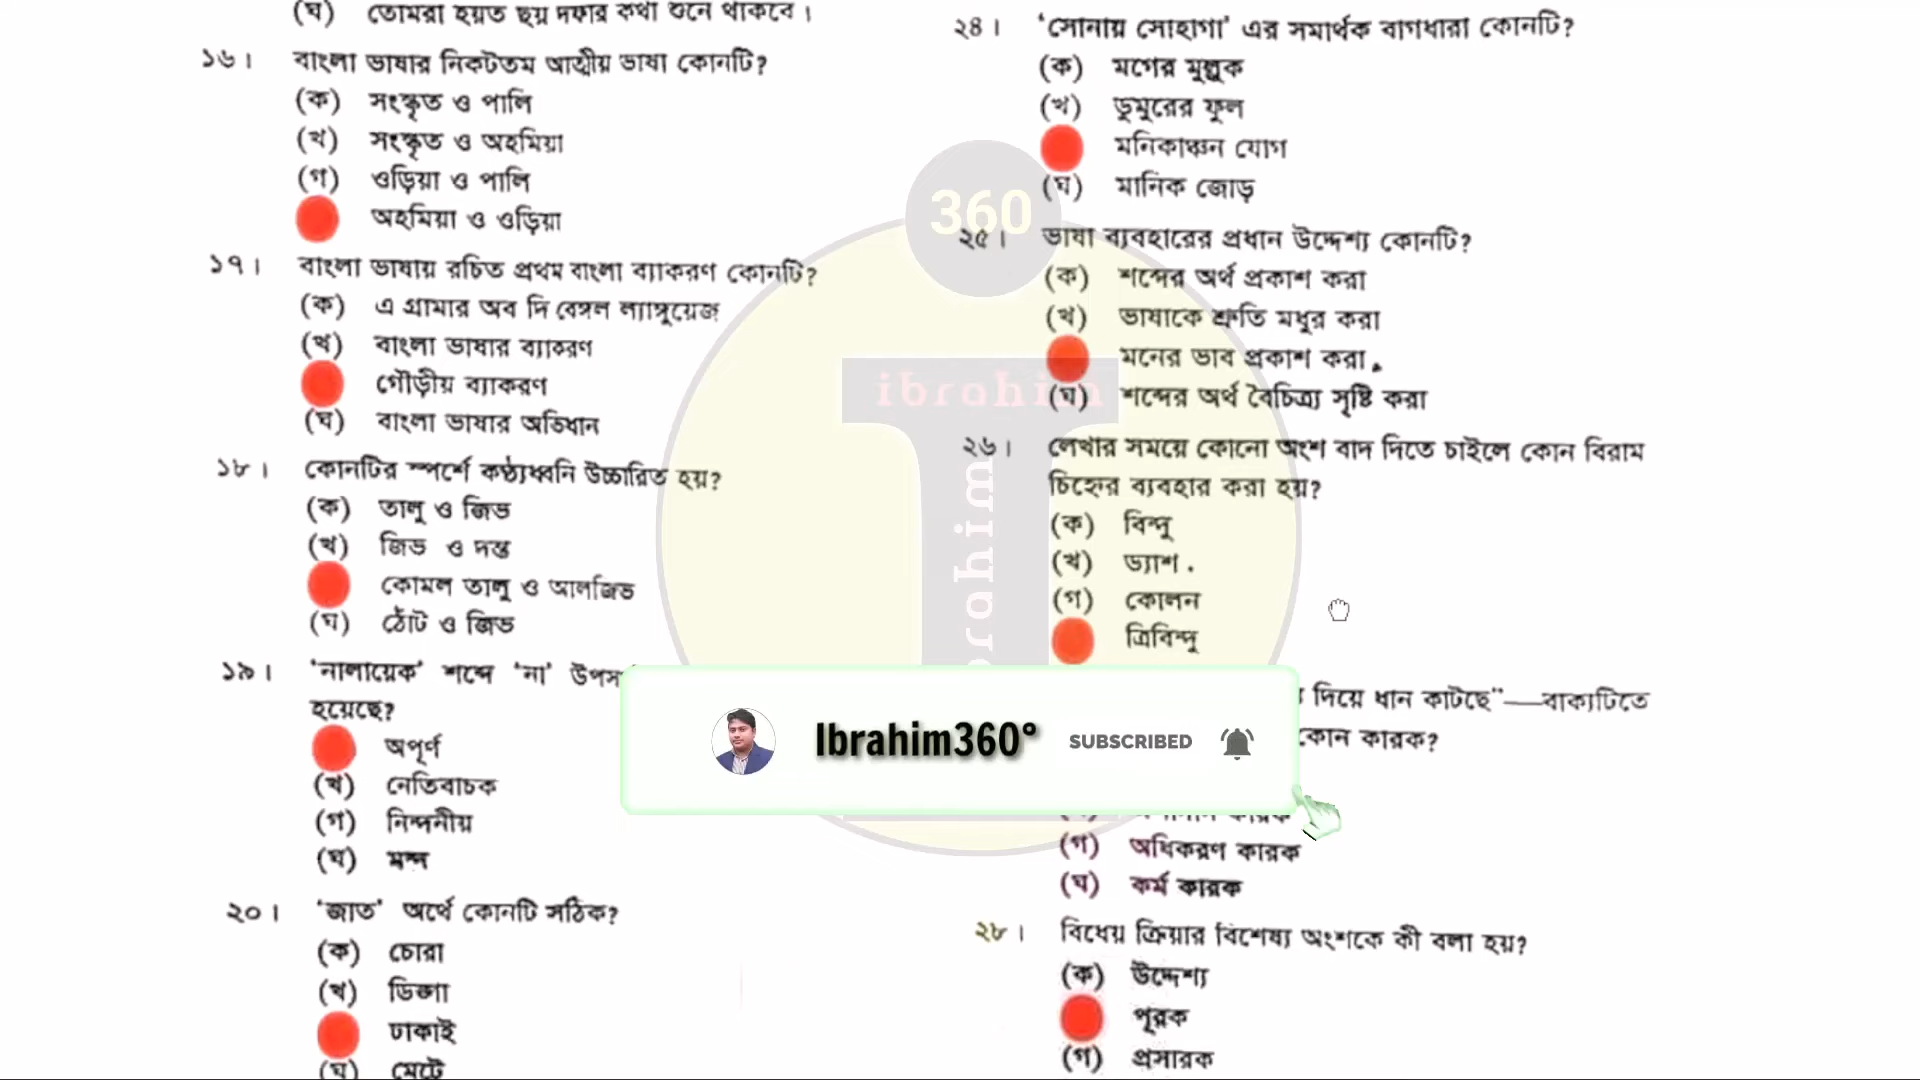 (ঘ) তোমরা হয়ত ছয় দফার কথা শুনে থাকবে।
১৬। বাংলা ভাষার নিকটতম আত্মীয় ভাষা কোনটি?
(ক) সংস্কৃত ও পালি
(খ) সংস্কৃত ও অহমিয়া
(গ) ওড়িয়া ও পালি
অহমিয়া ও ওড়িয়া
১৭। বাংলা ভাষায় রচিত প্রথম বাংলা ব্যাকরণ কোনটি?
(ক) এ গ্রামার অব দি বেঙ্গল ল্যাঙ্গুয়েজ
(খ) বাংলা ভাষার ব্যাকরণ
গৌড়ীয় ব্যাকরণ
(ঘ) বাংলা ভাষার অভিধান
১৮। কোনটির স্পর্শে কণ্ঠ্যধ্বনি উচ্চারিত হয়?
(ক) তালু ও জিভ
(খ) জিভ ও দন্ত
কোমল তালু ও আলজিভ
(ঘ) ঠোঁট ও জিভ
১৯। 'নালায়েক' শব্দে 'না'
হয়েছে?
অপূর্ণ
(খ) নেতিবাচক
(গ) নিন্দনীয়
(ঘ) মন্দ
২০। 'জাত' অর্থে কোনটি সঠিক?
(ক) চোরা
(খ) ডিঙ্গা
ঢাকাই
(ঘ) মেটে
২৪। 'সোনায় সোহাগা' এর সমার্থক বাগধারা কোনটি?
(ক) মগের মুল্লুক
(খ) ডুমুরের ফুল
মনিকাঞ্চন যোগ
(ঘ) মানিক জোড়
২৫। ভাষা ব্যবহারের প্রধান উদ্দেশ্য কোনটি?
(ক) শব্দের অর্থ প্রকাশ করা
(খ) ভাষাকে শ্রুতি মধুর করা
মনের ভাব প্রকাশ করা
(ঘ) শব্দের অর্থ বৈচিত্র্য সৃষ্টি করা
২৬। লেখার সময়ে কোনো অংশ বাদ দিতে চাইলে কোন বিরাম
চিহ্নের ব্যবহার করা হয়?
(ক) বিন্দু
(খ) ড্যাশ
(গ) কোলন
ত্রিবিন্দু
দিয়ে ধান কাটছে"—বাক্যটিতে
কোন কারক?
কারক
(গ) অধিকরণ কারক
(ঘ) কর্ম কারক
২৮। বিধেয় ক্রিয়ার বিশেষ্য অংশকে কী বলা হয়?
(ক) উদ্দেশ্য
পূরক
(গ) প্রসারক
360
ibrahim
ibrahim
Ibrahim360° SUBSCRIBED